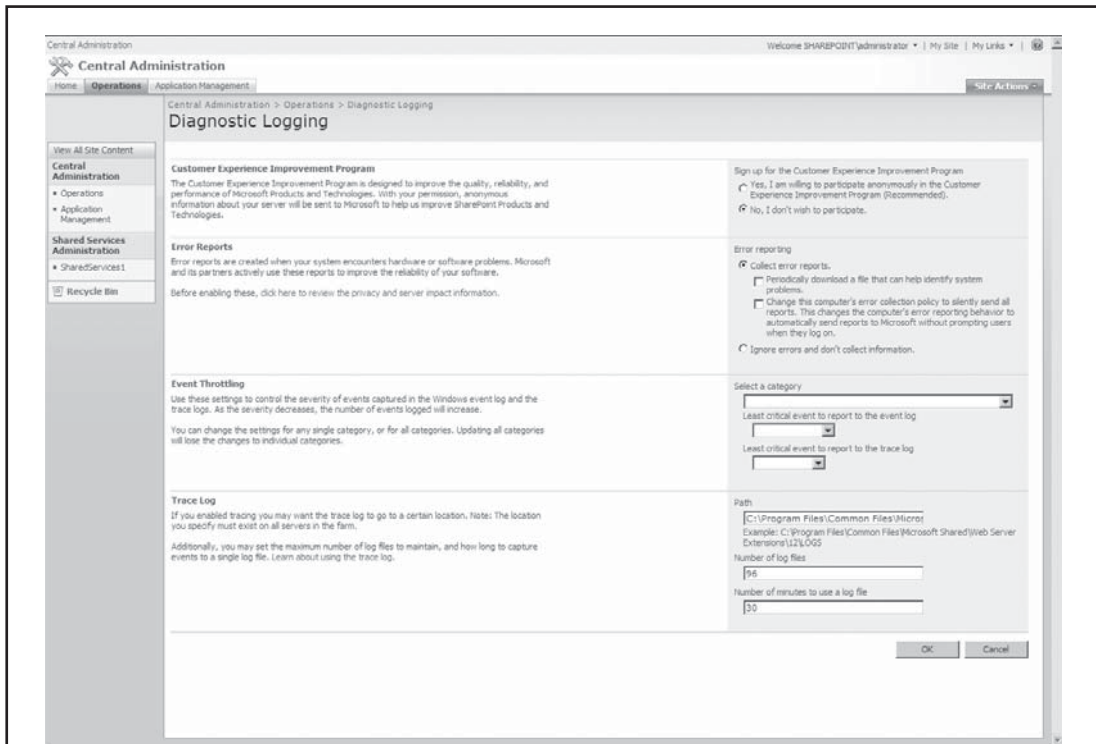 Central Administration
Welcome SHAREPOINT\administrator | My Site | My Links |
Central Administration
Home Operations Application Management
Site Actions
Central Administration > Operations > Diagnostic Logging
Diagnostic Logging
View All Site Content
Central
Administration
Operations
Application
Management
Shared Services
Administration
SharedServices1
Recycle Bin
Customer Experience Improvement Program
The Customer Experience Improvement Program is designed to improve the quality, reliability, and
performance of Microsoft Products and Technologies. With your permission, anonymous
information about your server will be sent to Microsoft to help us improve SharePoint Products and
Technologies.
Sign up for the Customer Experience Improvement Program
Yes, I am willing to participate anonymously in the Customer
Experience Improvement Program (Recommended).
No, I don't wish to participate.
Error Reports
Error reports are created when your system encounters hardware or software problems. Microsoft
and its partners actively use these reports to improve the reliability of your software.
Before enabling these, click here to review the privacy and server impact information.
Error reporting
Collect error reports.
Periodically download a file that can help identify system
problems.
Change this computer's error collection policy to silently send all
reports. This changes the computer's error reporting behavior to
automatically send reports to Microsoft without prompting users
when they log on.
Ignore errors and don't collect information.
Event Throttling
Use these settings to control the severity of events captured in the Windows event log and the
trace logs. As the severity decreases, the number of events logged will increase.
You can change the settings for any single category, or for all categories. Updating all categories
will lose the changes to individual categories.
Select a category
Least critical event to report to the event log
Least critical event to report to the trace log
Trace Log
If you enabled tracing you may want the trace log to go to a certain location. Note: The location
you specify must exist on all servers in the farm.
Additionally, you may set the maximum number of log files to maintain, and how long to capture
events to a single log file. Learn about using the trace log.
Path
C:\Program Files\Common Files\Micros
Example: C:\Program Files\Common Files\Microsoft Shared\Web Server
Extensions\12\LOGS
Number of log files
96
Number of minutes to use a log file
30
OK Cancel